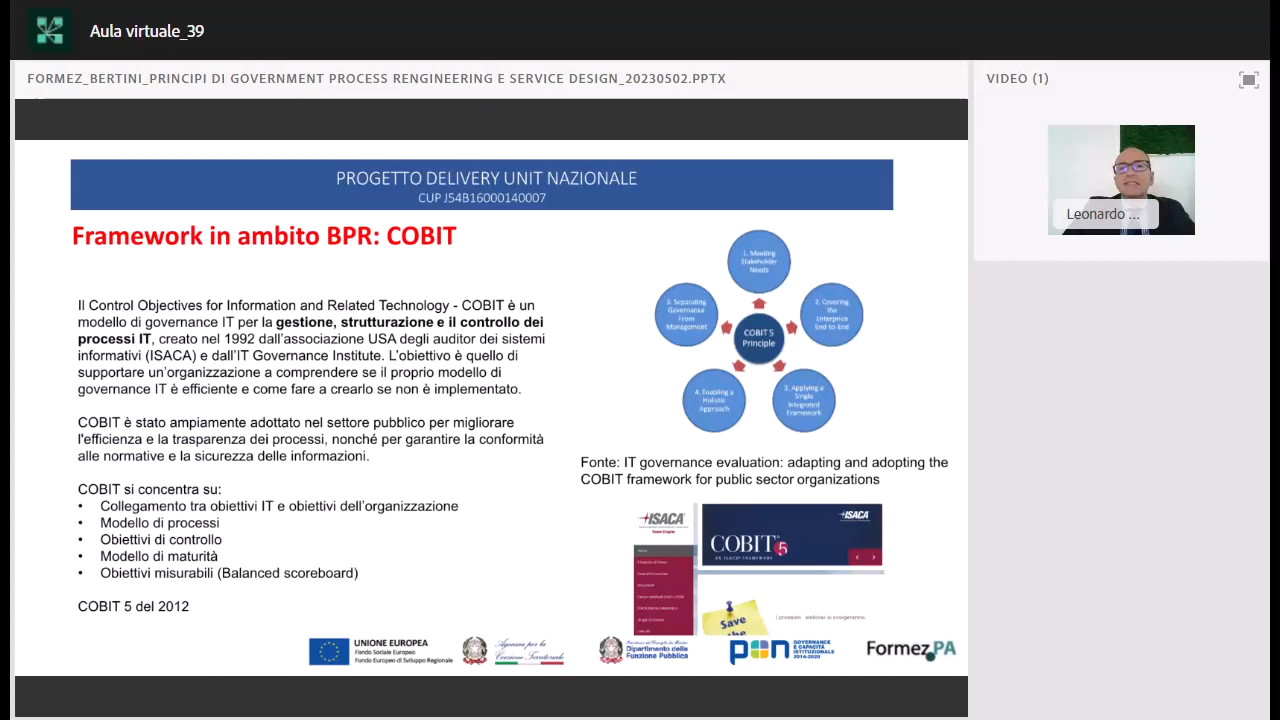 Aula virtuale_39
FORMEZ_BERTINI_PRINCIPI DI GOVERNMENT PROCESS RENGINEERING E SERVICE DESIGN_20230502.PPTX
VIDEO (1)
Leonardo ...
PROGETTO DELIVERY UNIT NAZIONALE
CUP J54B16000140007
Framework in ambito BPR: COBIT
Il Control Objectives for Information and Related Technology - COBIT è un
modello di governance IT per la gestione, strutturazione e il controllo dei
processi IT, creato nel 1992 dall'associazione USA degli auditor dei sistemi
informativi (ISACA) e dall'IT Governance Institute. L'obiettivo è quello di
supportare un'organizzazione a comprendere se il proprio modello di
governance IT è efficiente e come fare a crearlo se non è implementato.
COBIT è stato ampiamente adottato nel settore pubblico per migliorare
l'efficienza e la trasparenza dei processi, nonché per garantire la conformità
alle normative e la sicurezza delle informazioni.
COBIT si concentra su:
• Collegamento tra obiettivi IT e obiettivi dell'organizzazione
• Modello di processi
• Obiettivi di controllo
• Modello di maturità
• Obiettivi misurabili (Balanced scoreboard)
COBIT 5 del 2012
1. Meeting
Stakeholder
Needs
2. Covering
the
Enterprice
End-to-End
3. Applying a
Single
Integrated
Framework
4. Enabling a
Holistic
Approach
Separating
Governance
From
Management
COBIT 5
Principle
Fonte: IT governance evaluation: adapting and adopting the
COBIT framework for public sector organizations
ISACA
ISACA
COBIT 5
AN ISACA FRAMEWORK
Save
the
UNIONE EUROPEA
Fondo Sociale Europeo
Fondo Europeo di Sviluppo Regionale
Agenzia per la
Coesione Territoriale
Dipartimento della
Funzione Pubblica
pon
GOVERNANCE
E CAPACITÀ
ISTITUZIONALE
2014-2020
Formez PA